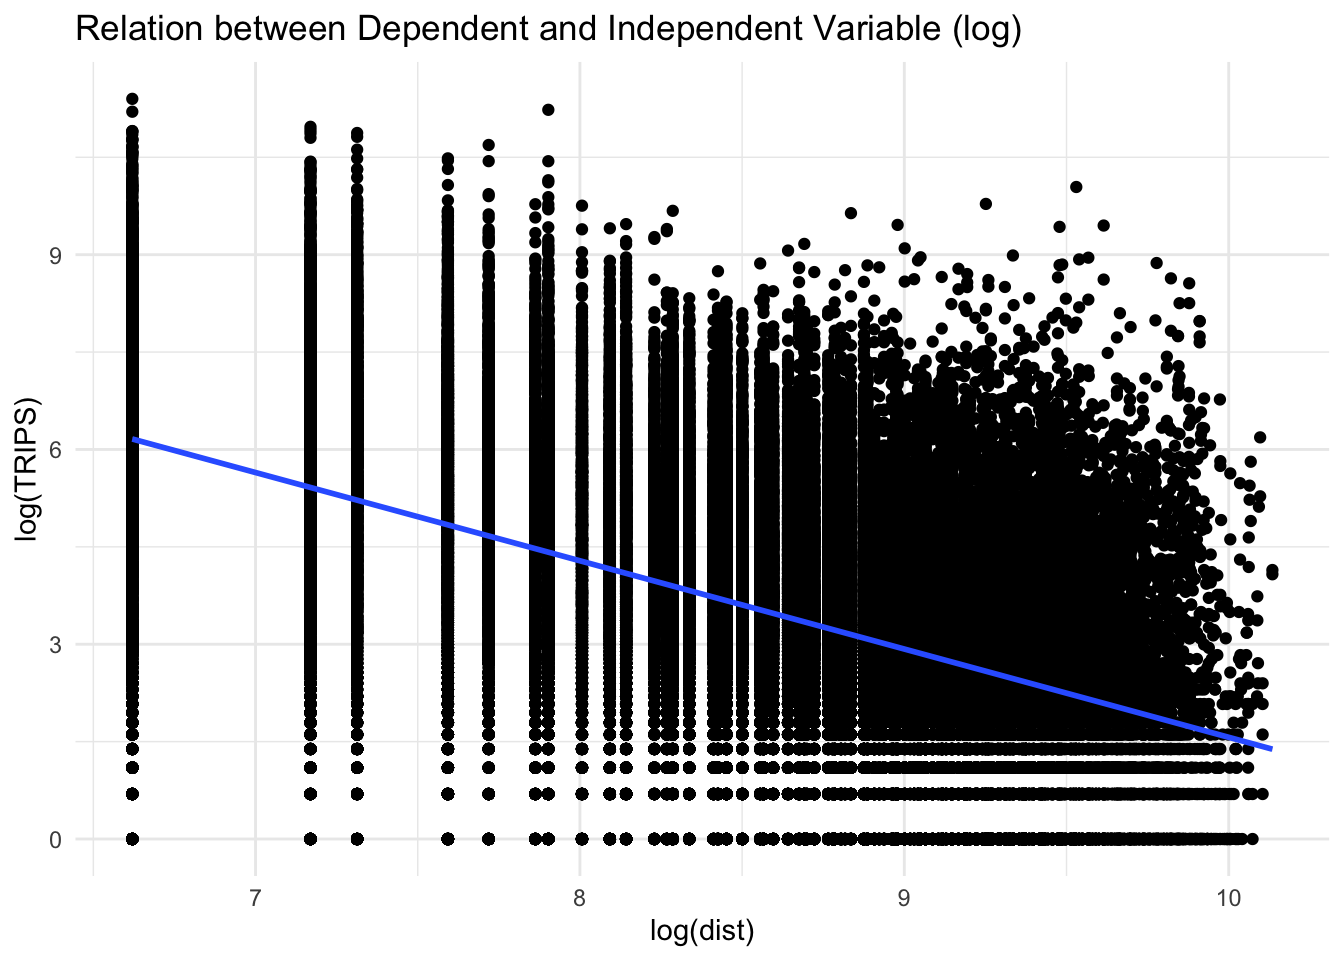 Relation between Dependent and Independent Variable (log)
log(TRIPS)
9
6
3
0
7 8 9 10
log(dist)